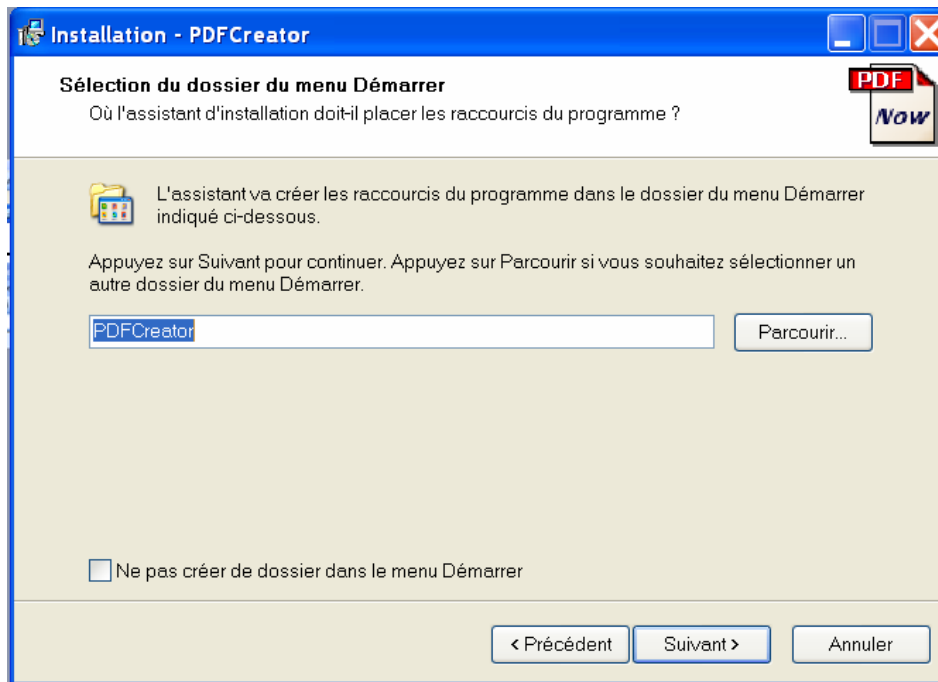 Installation - PDFCreator
Sélection du dossier du menu Démarrer
Où l'assistant d'installation doit-il placer les raccourcis du programme ?
PDF
Now
L'assistant va créer les raccourcis du programme dans le dossier du menu Démarrer
indiqué ci-dessous.
Appuyez sur Suivant pour continuer. Appuyez sur Parcourir si vous souhaitez sélectionner un
autre dossier du menu Démarrer.
PDFCreator
Parcourir...
Ne pas créer de dossier dans le menu Démarrer
< Précédent
Suivant >
Annuler